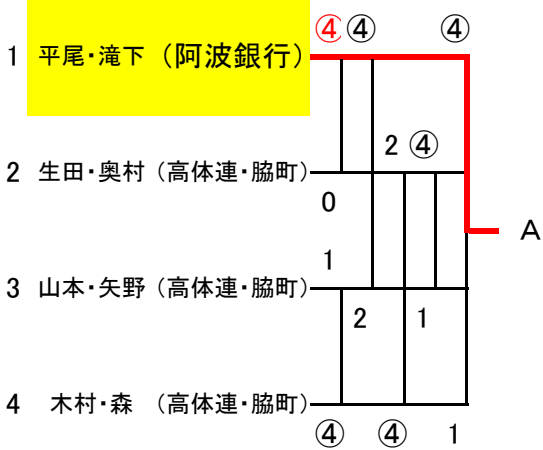 ④ ④ ④
1 平尾・滝下（阿波銀行）
2 ④
2 生田・奥村（高体連・脇町）
0
A
1
3 山本・矢野（高体連・脇町）
2 1
4 木村・森 （高体連・脇町）
④ ④ 1